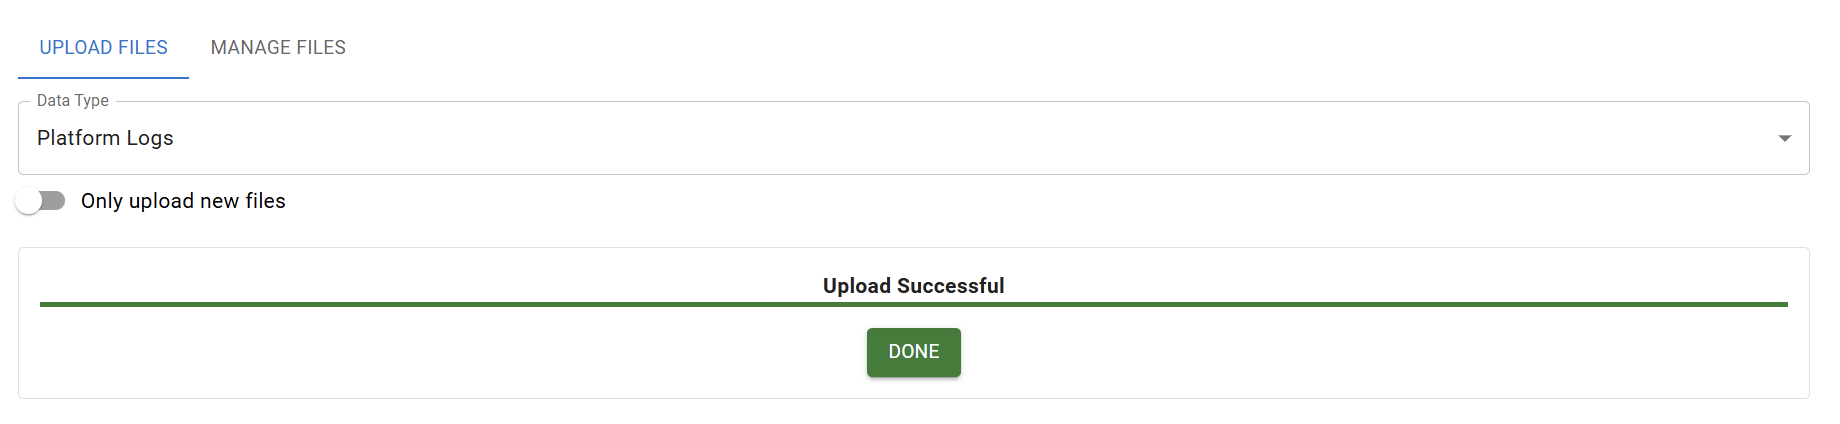 UPLOAD FILES MANAGE FILES
Data Type
Platform Logs
Only upload new files
Upload Successful
DONE